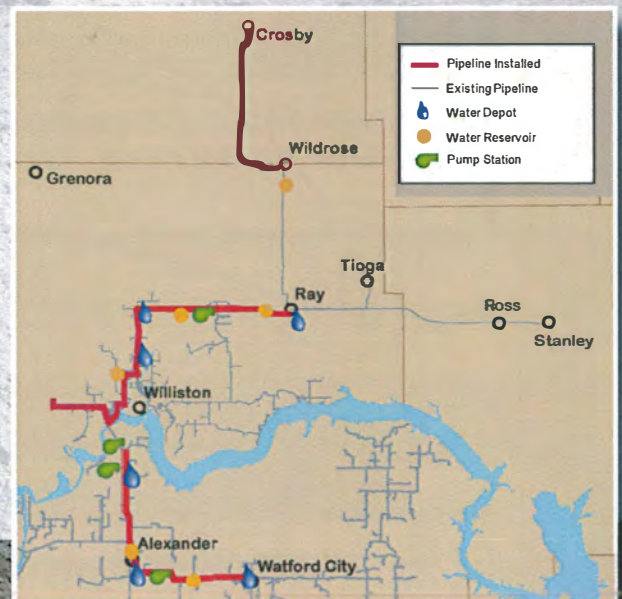 Crosby
Pipeline Installed
Existing Pipeline
Water Depot
Water Reservoir
Pump Station
Wildrose
Grenora
Tioga
Ray
Ross
Stanley
Williston
Alexander
Watford City